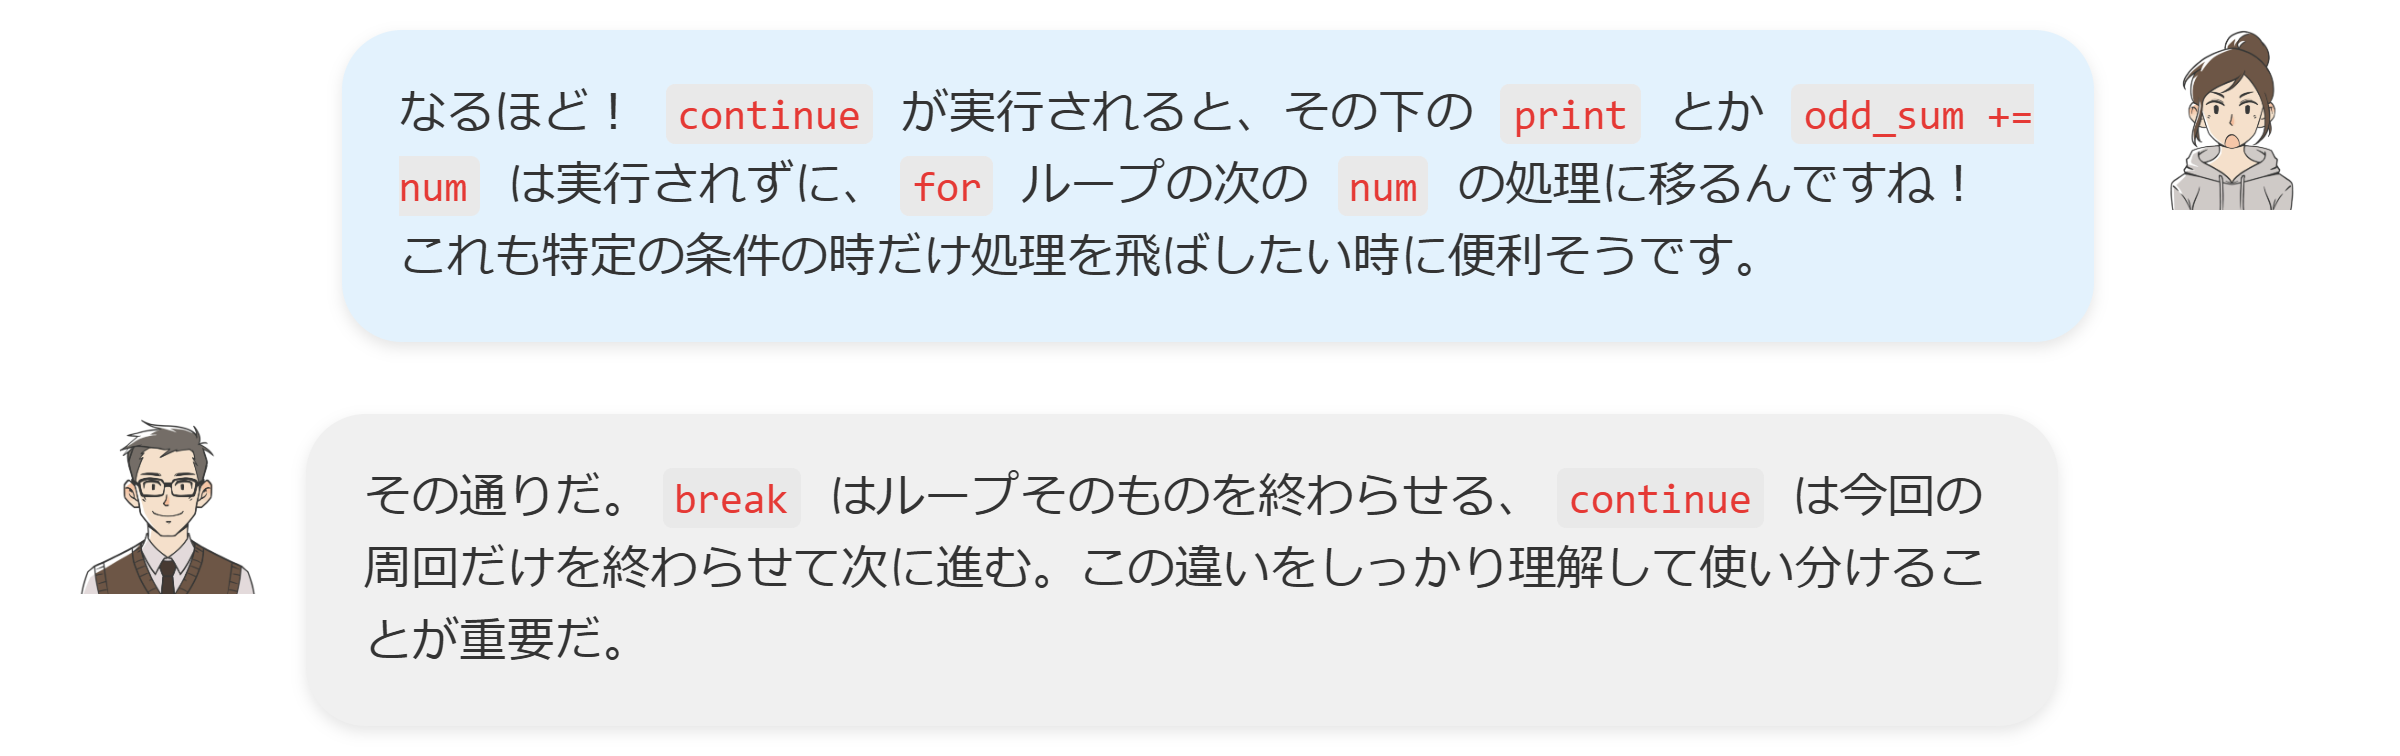 なるほど！ continue が実行されると、その下の print とか odd_sum +=
num は実行されずに、 for ループの次の num の処理に移るんですね！
これも特定の条件の時だけ処理を飛ばしたい時に便利そうです。
その通りだ。 break はループそのものを終わらせる、 continue は今回の
周回だけを終わらせて次に進む。この違いをしっかり理解して使い分けるこ
とが重要だ。